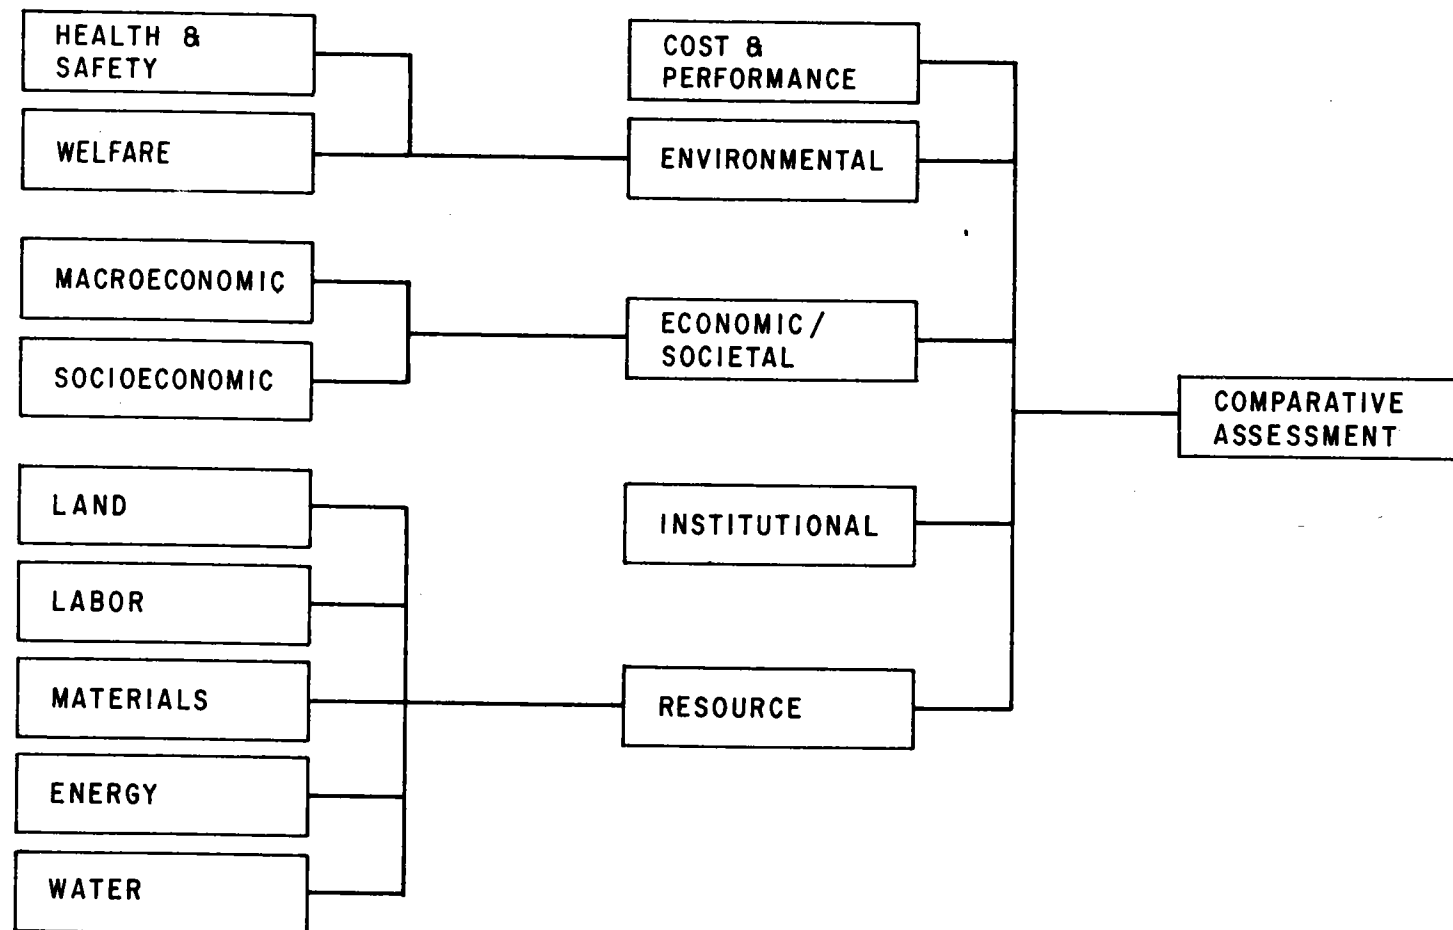 HEALTH &
SAFETY
WELFARE
MACROECONOMIC
SOCIOECONOMIC
LAND
LABOR
MATERIALS
ENERGY
WATER
COST &
PERFORMANCE
ENVIRONMENTAL
ECONOMIC/
SOCIETAL
INSTITUTIONAL
RESOURCE
COMPARATIVE
ASSESSMENT